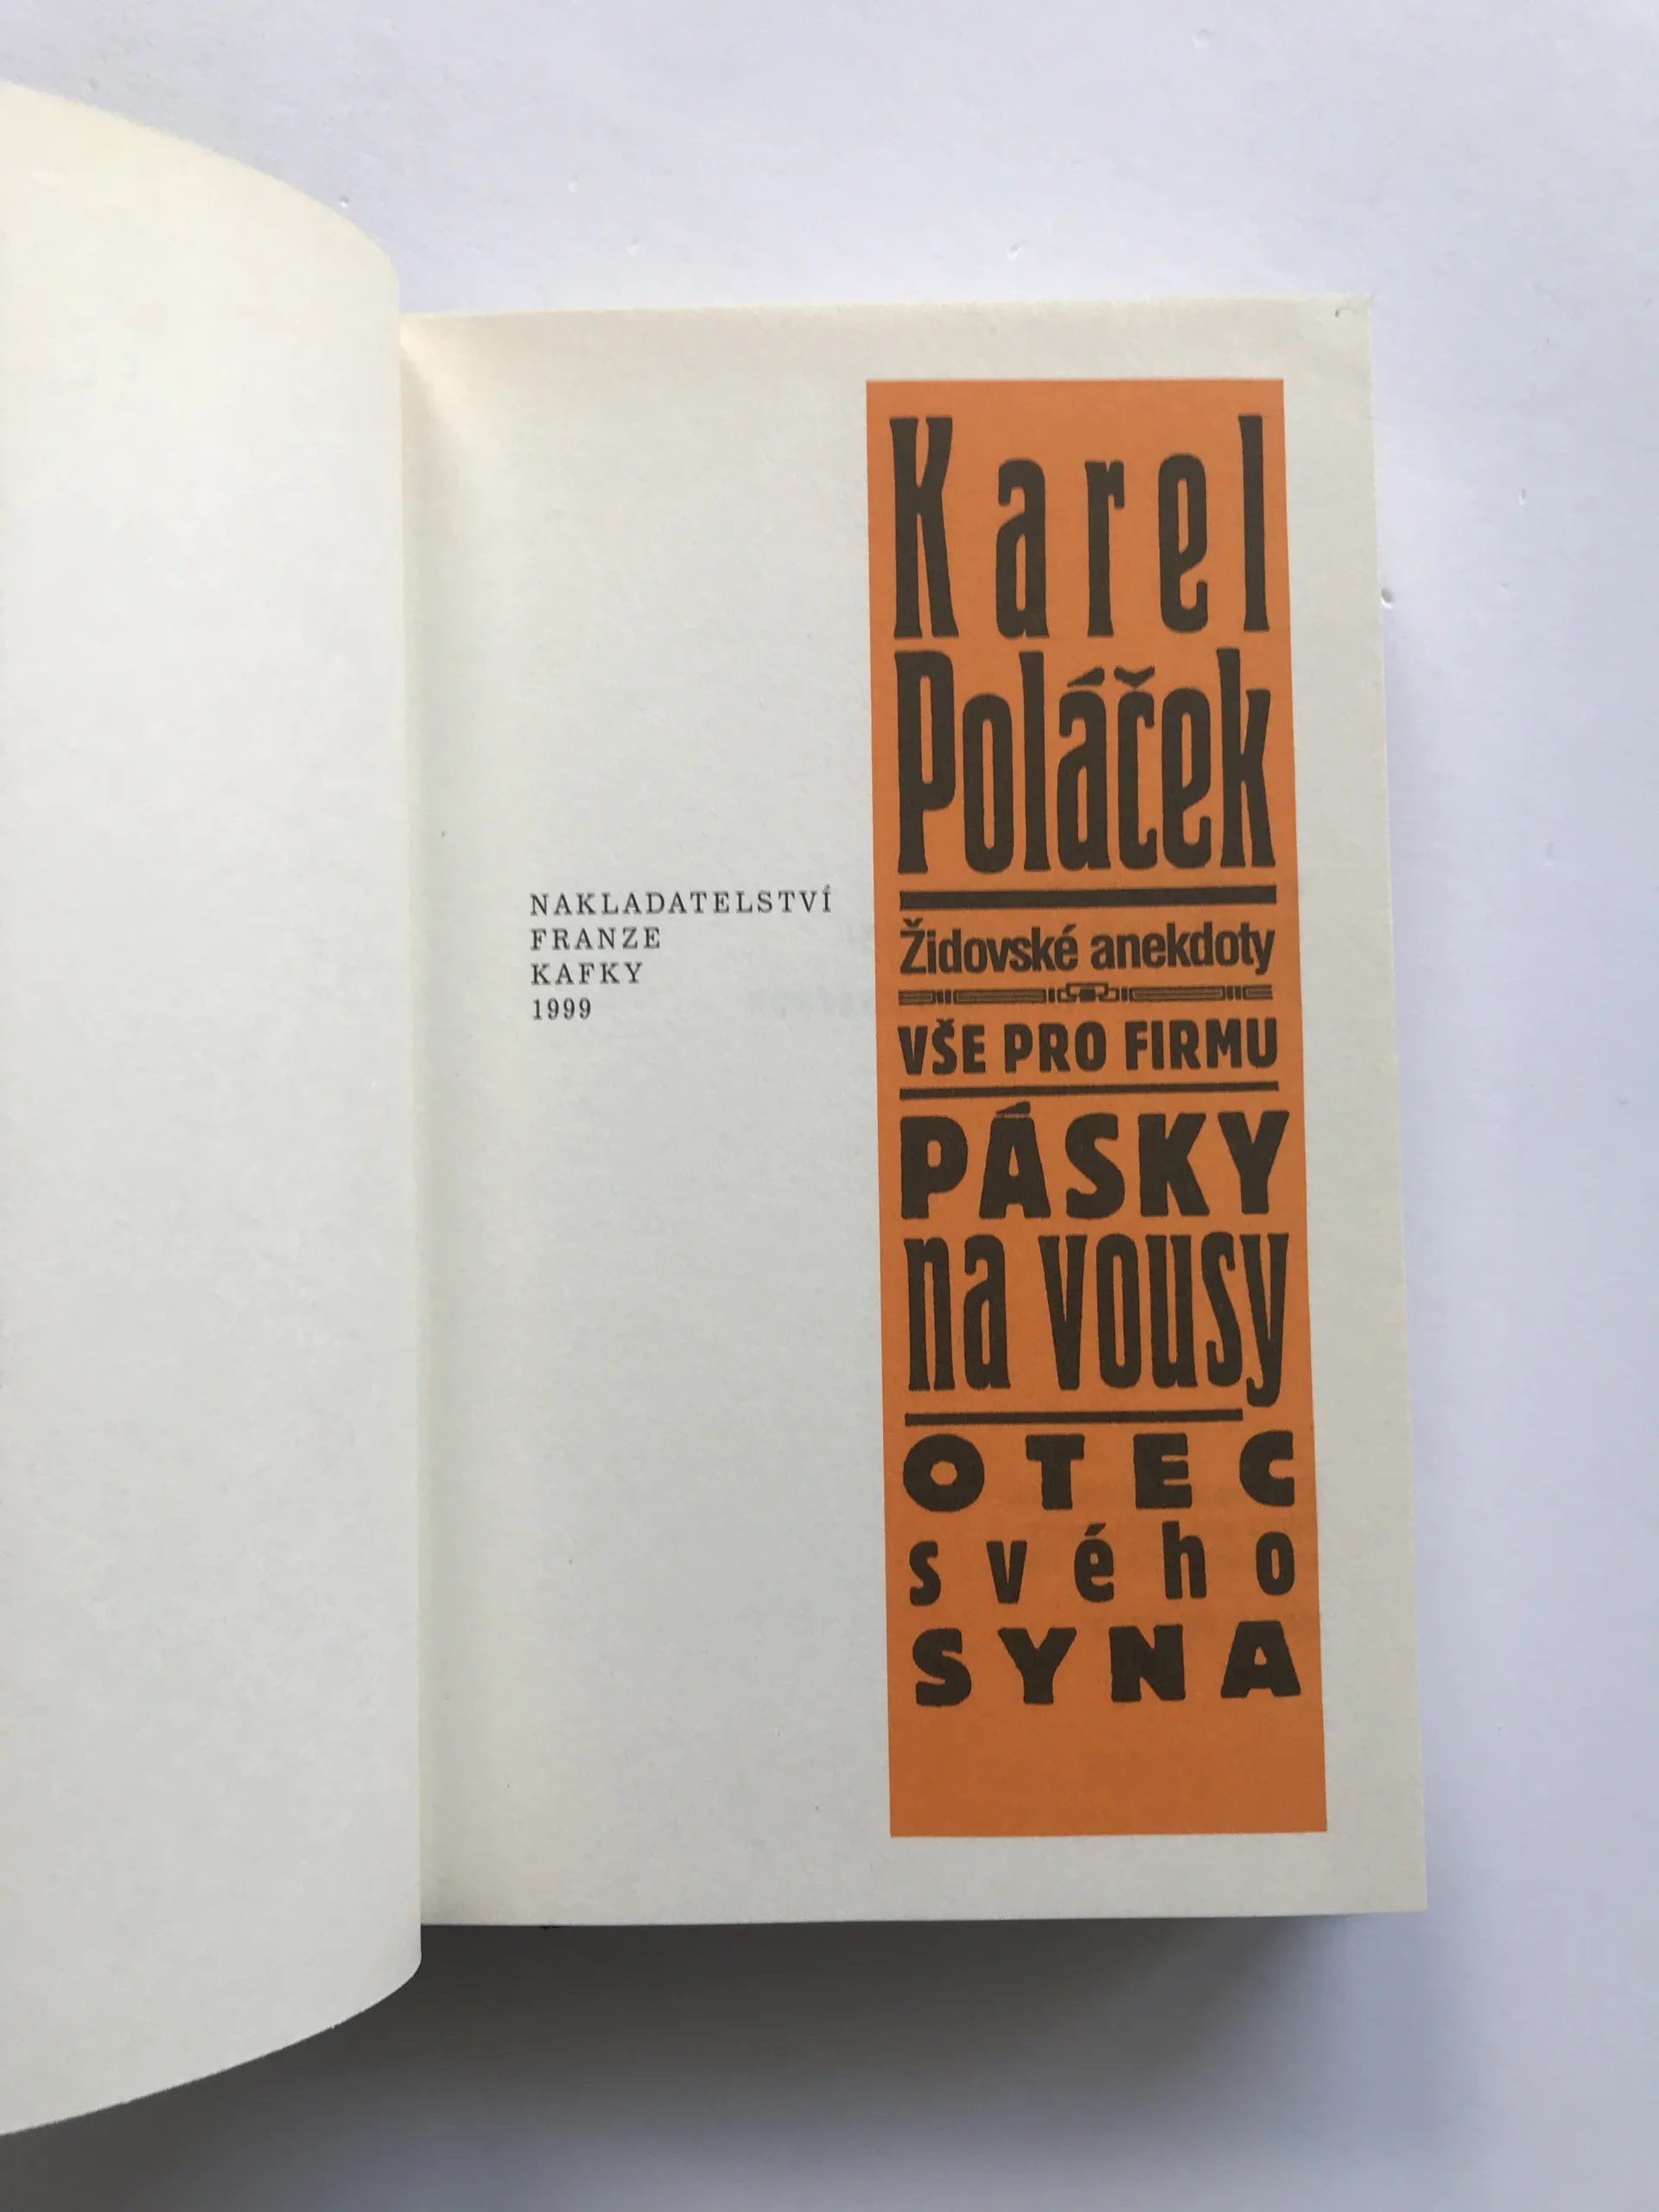 NAKLADATELSTVÍ
FRANZE
KAFKY
1999
Karel
Poláček
Židovské anekdoty
VŠE PRO FIRMU
PÁSKY
na vousy
OTEC
svého
SYNA